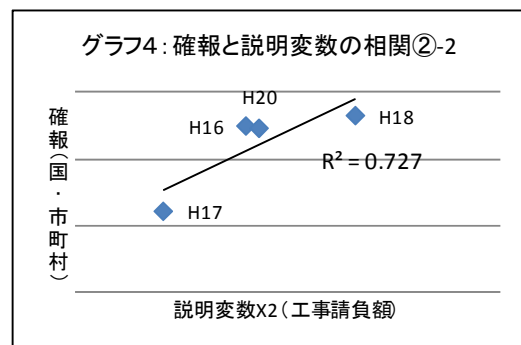 グラフ4:確報と説明変数の相関②-2
確報(国・市町村)
H20
H16
H18
R² = 0.727
H17
説明変数X2(工事請負額)